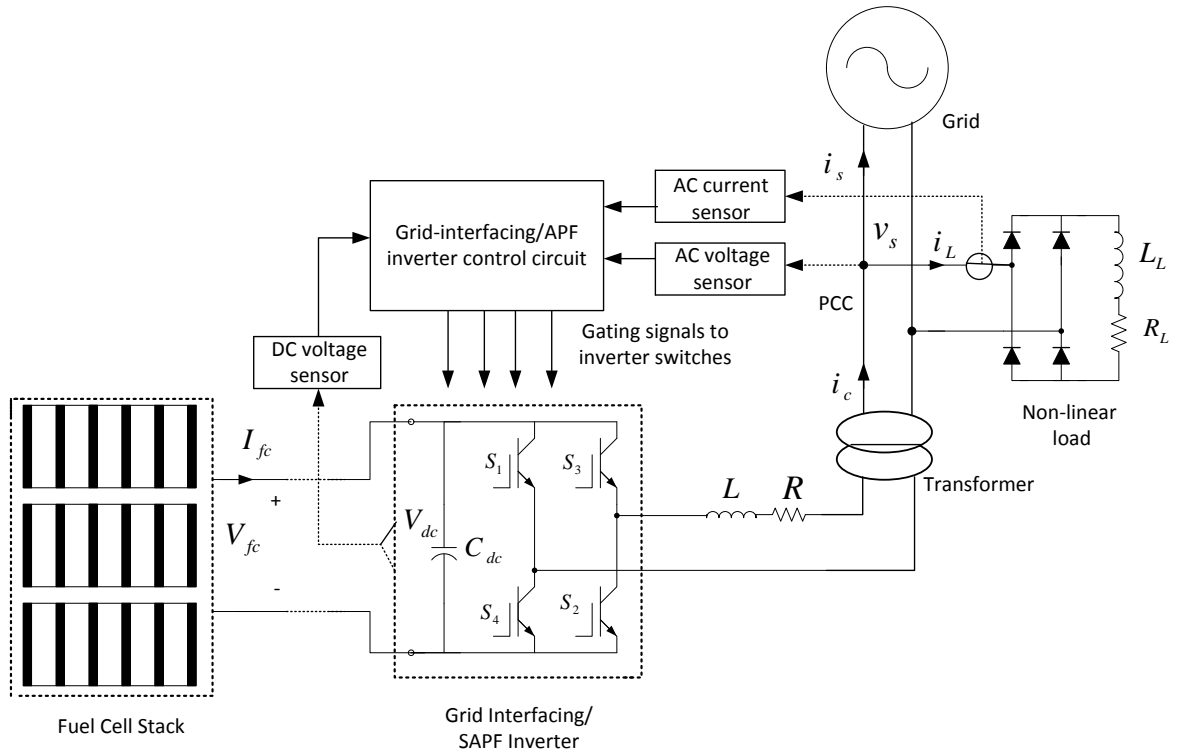 Grid
i_s
AC current
sensor
Grid-interfacing/APF
inverter control circuit
v_s
i_L
L_L
AC voltage
sensor
PCC
R_L
Gating signals to
inverter switches
DC voltage
sensor
i_c
Non-linear
load
I_fc
+
S_1
S_3
Transformer
L
R
V_dc
C_dc
V_fc
-
S_4
S_2
Fuel Cell Stack
Grid Interfacing/
SAPF Inverter